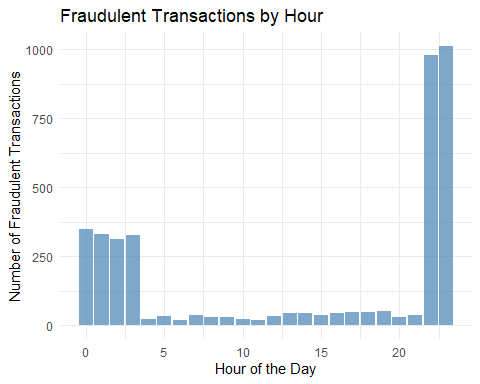 Fraudulent Transactions by Hour
Number of Fraudulent Transactions
1000
750
500
250
0
0 5 10 15 20
Hour of the Day